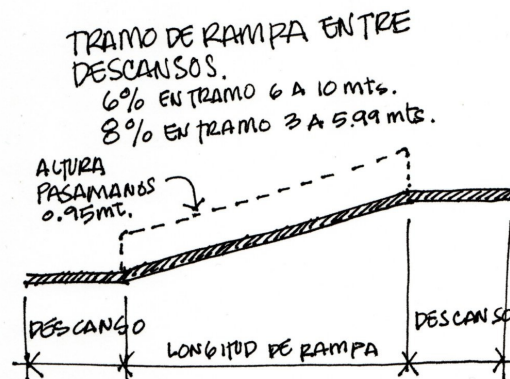 TRAMO DE RAMPA ENTRE
DESCANSOS.
6% EN TRAMO 6 A 10 mts.
8% EN TRAMO 3 A 5.99 mts.
ALTURA
PASAMANOS
0.95mt.
DESCANSO
LONGITUD DE RAMPA
DESCANSO